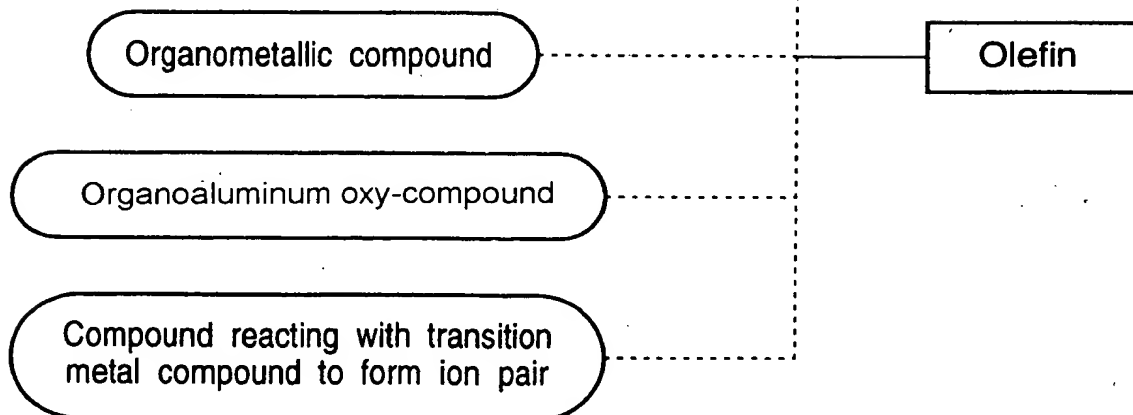 Organometallic compound
Olefin
Organoaluminum oxy-compound
Compound reacting with transition
metal compound to form ion pair